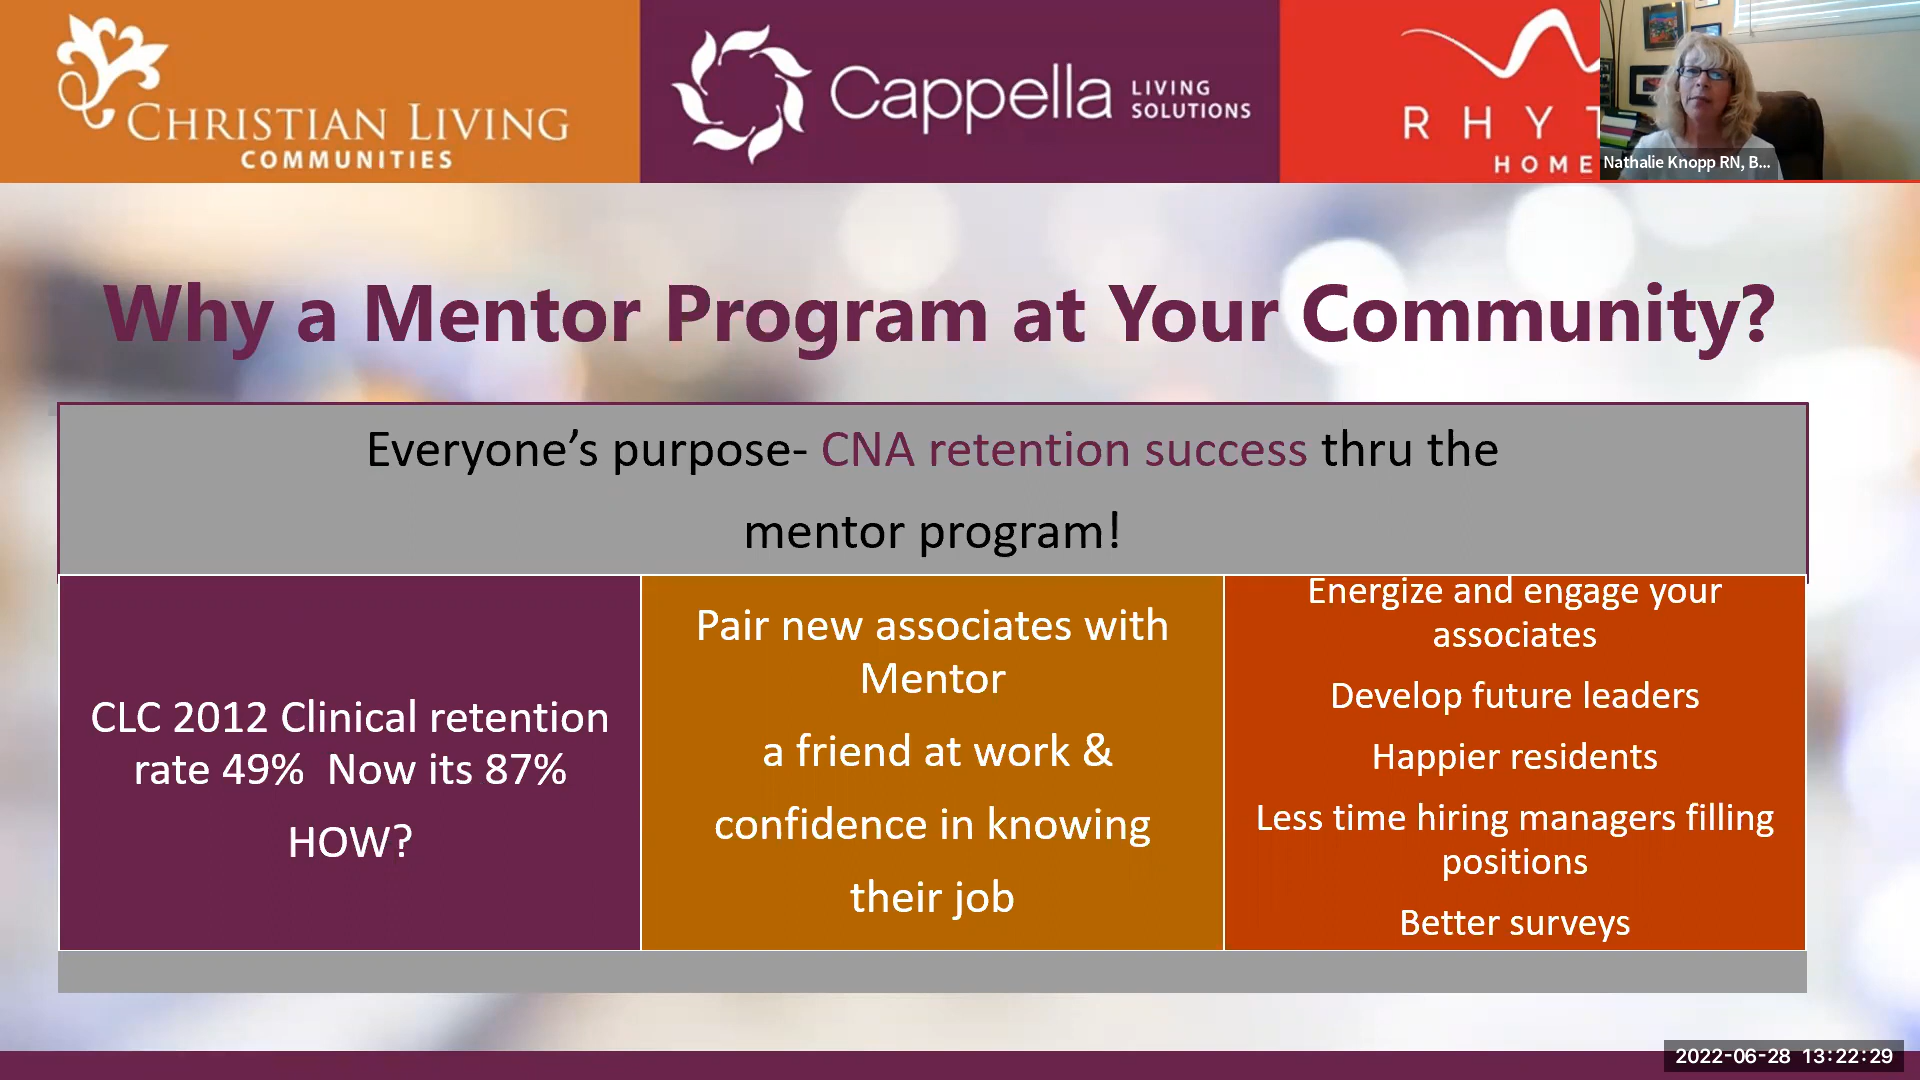 CHRISTIAN LIVING
COMMUNITIES
Cappella
LIVING
SOLUTIONS
RHYT
HOME
Nathalie Knopp RN, B...
Why a Mentor Program at Your Community?
Everyone’s purpose- CNA retention success thru the
mentor program!
CLC 2012 Clinical retention
rate 49%  Now its 87%
HOW?
Pair new associates with
Mentor
a friend at work &
confidence in knowing
their job
Energize and engage your
associates
Develop future leaders
Happier residents
Less time hiring managers filling
positions
Better surveys
2022-06-28 13:22:29